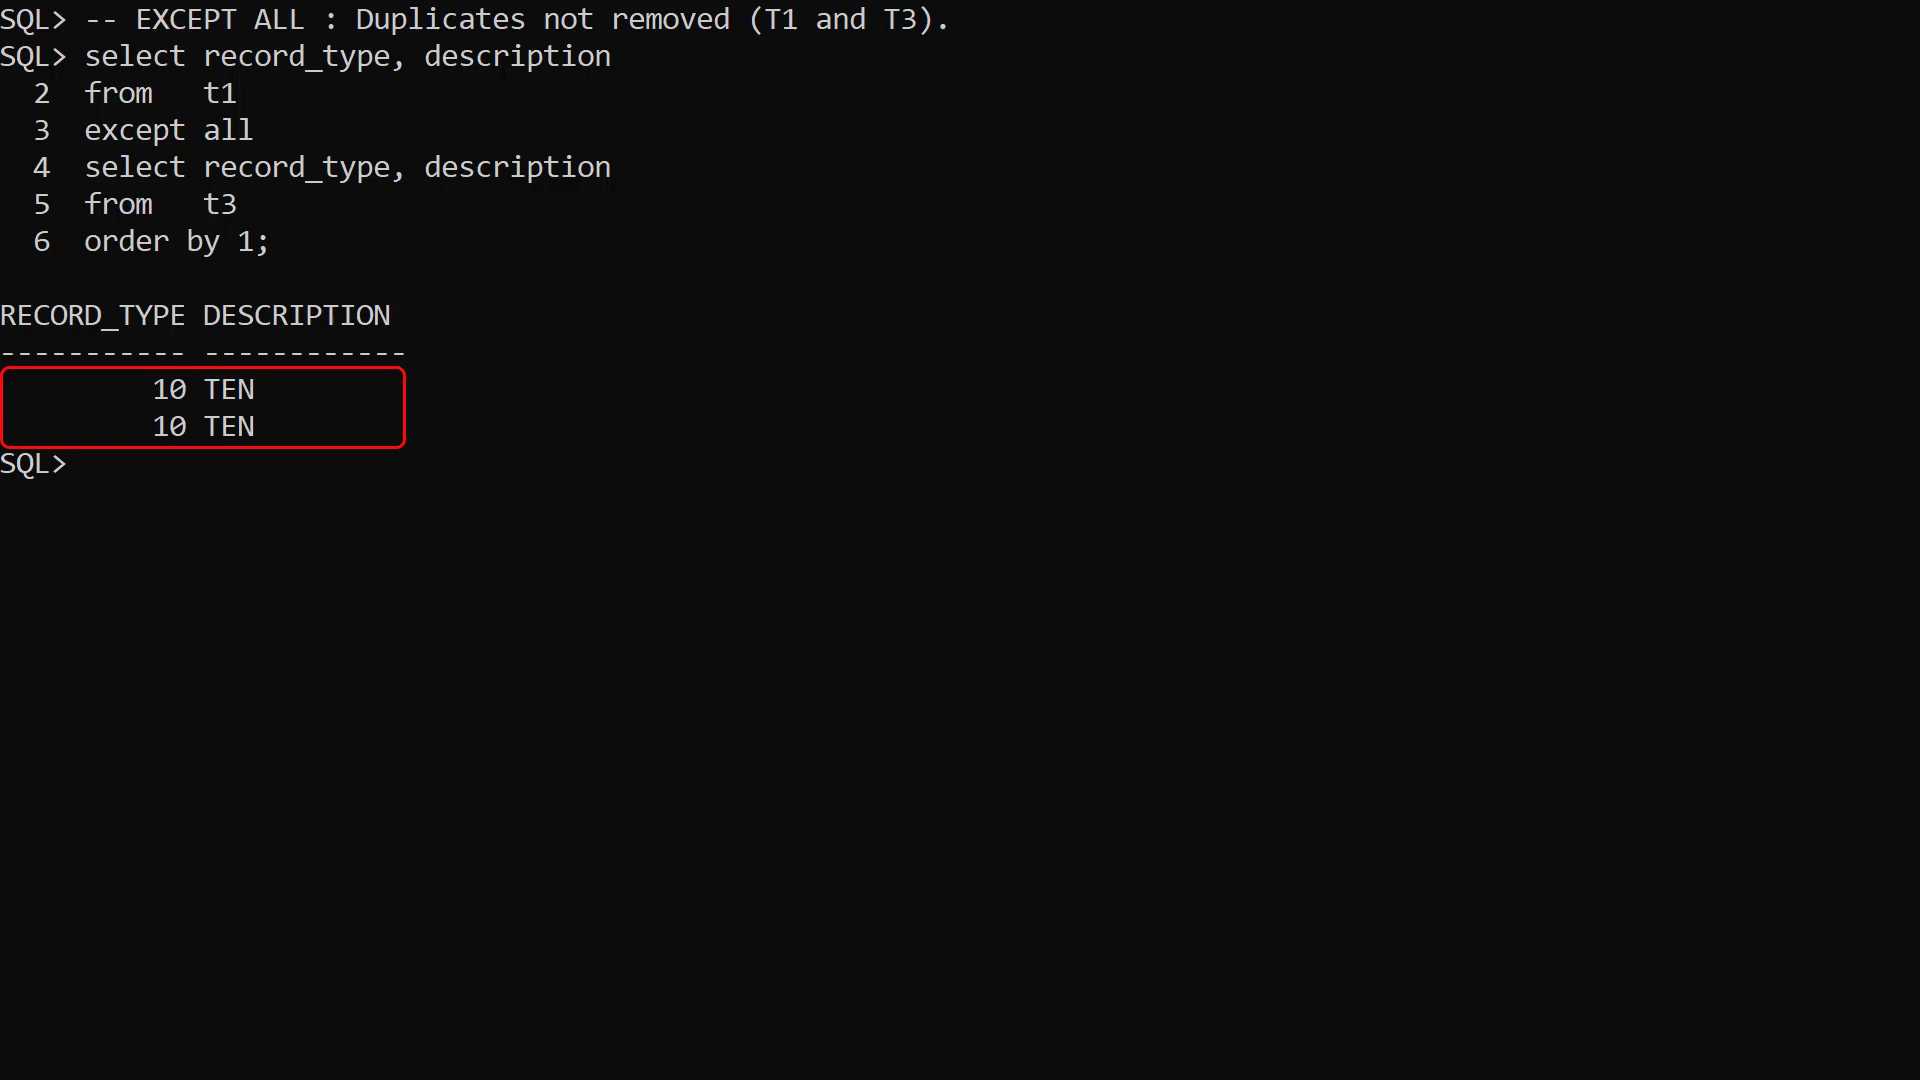 SQL> -- EXCEPT ALL : Duplicates not removed (T1 and T3).
SQL> select record_type, description
  2  from   t1
  3  except all
  4  select record_type, description
  5  from   t3
  6  order by 1;

RECORD_TYPE DESCRIPTION
----------- ------------
         10 TEN
         10 TEN
SQL>